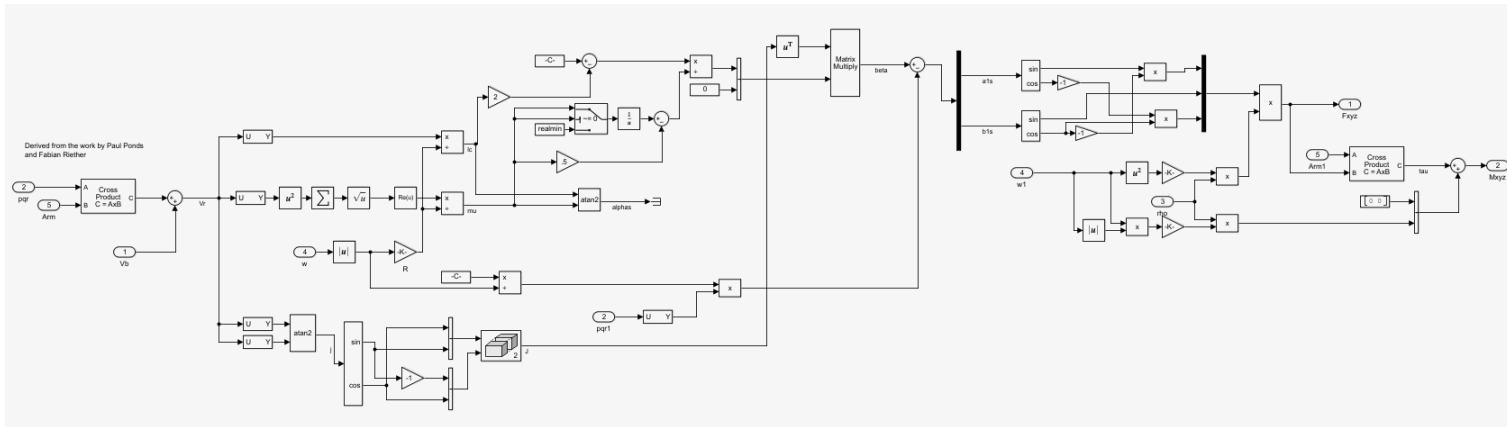 Derived from the work by Paul Ponds
and Fabian Riether
2
pqr
5
Arm
A
B
Cross
Product
C = AxB
C
1
Vb
Vr
U Y
U Y
u²
∑
√u
Re(u)
x
÷
lc
x
÷
mu
4
w
|u|
-K-
R
-C-
2
.5
realmin
~= 0
1
u
x
÷
0
atan2
alphas
-C-
x
÷
2
pqr1
U Y
x
U Y
U Y
atan2
j
sin
cos
-1
2
J
uᵀ
Matrix
Multiply
beta
a1s
b1s
sin
cos
-1
x
sin
cos
-1
x
x
1
Fxyz
4
w1
u²
-K-
x
3
rho
|u|
x
-K-
x
5
Arm1
A
B
Cross
Product
C = AxB
C
tau
[0 0]
2
Mxyz